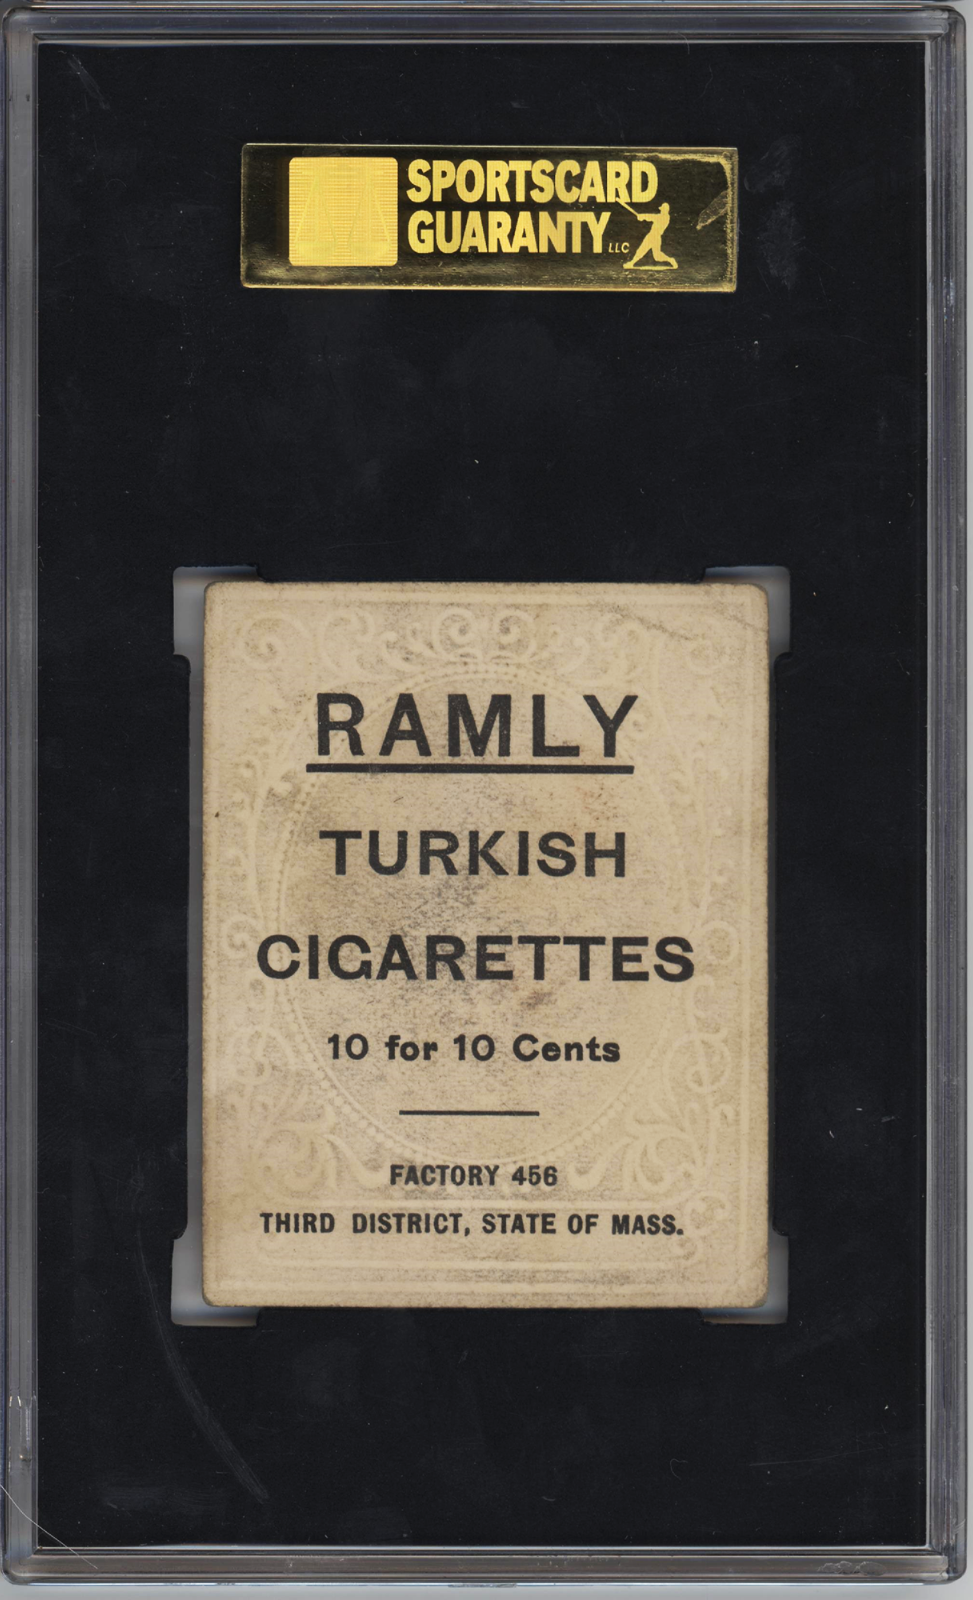 SPORTSCARD
GUARANTY LLC
RAMLY
TURKISH
CIGARETTES
10 for 10 Cents
FACTORY 456
THIRD DISTRICT, STATE OF MASS.